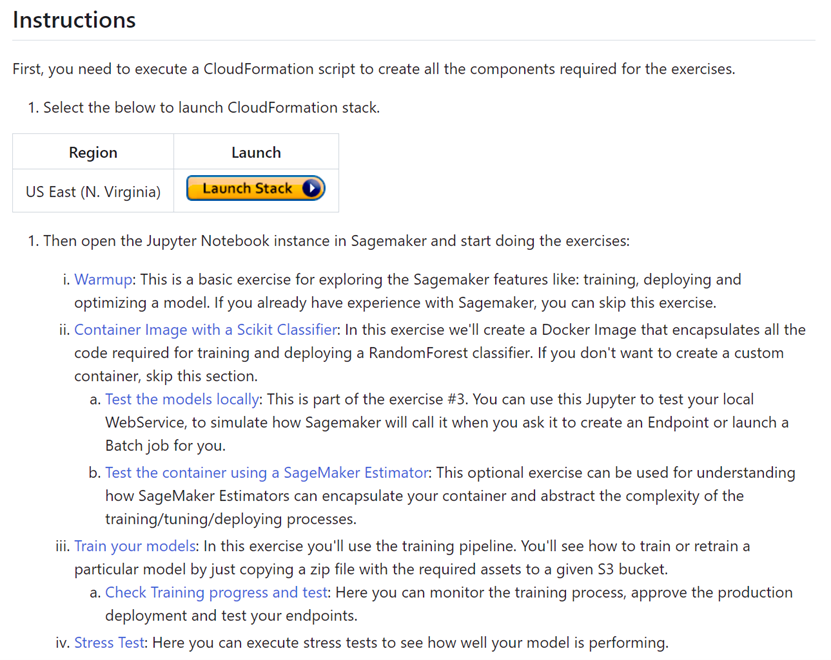 Instructions
First, you need to execute a CloudFormation script to create all the components required for the exercises.
1. Select the below to launch CloudFormation stack.
Region Launch
US East (N. Virginia) Launch Stack
1. Then open the Jupyter Notebook instance in Sagemaker and start doing the exercises:
i. Warmup: This is a basic exercise for exploring the Sagemaker features like: training, deploying and
optimizing a model. If you already have experience with Sagemaker, you can skip this exercise.
ii. Container Image with a Scikit Classifier: In this exercise we'll create a Docker Image that encapsulates all the
code required for training and deploying a RandomForest classifier. If you don't want to create a custom
container, skip this section.
a. Test the models locally: This is part of the exercise #3. You can use this Jupyter to test your local
WebService, to simulate how Sagemaker will call it when you ask it to create an Endpoint or launch a
Batch job for you.
b. Test the container using a SageMaker Estimator: This optional exercise can be used for understanding
how SageMaker Estimators can encapsulate your container and abstract the complexity of the
training/tuning/deploying processes.
iii. Train your models: In this exercise you'll use the training pipeline. You'll see how to train or retrain a
particular model by just copying a zip file with the required assets to a given S3 bucket.
a. Check Training progress and test: Here you can monitor the training process, approve the production
deployment and test your endpoints.
iv. Stress Test: Here you can execute stress tests to see how well your model is performing.